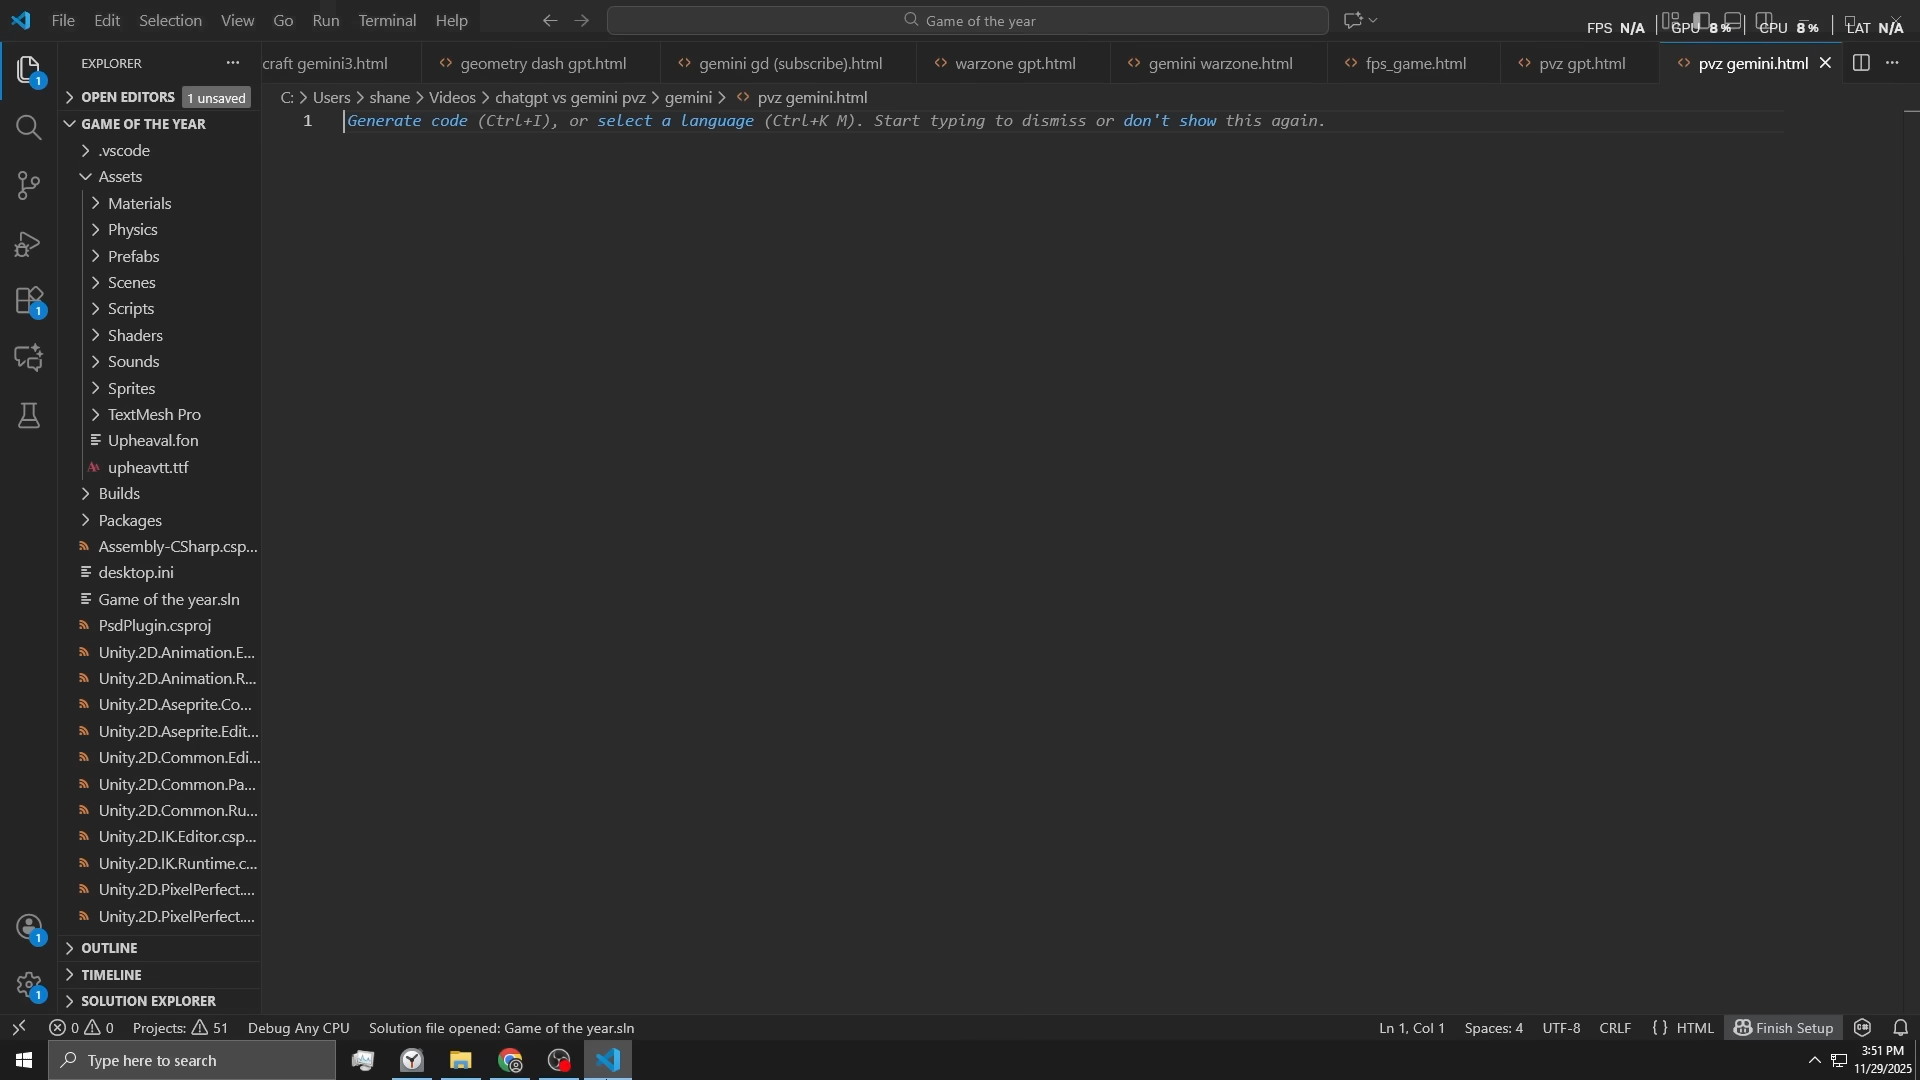 File Edit Selection View Go Run Terminal Help
Game of the year
FPS N/A GPU 8% CPU 8% LAT N/A
EXPLORER
craft gemini3.html
geometry dash gpt.html
gemini gd (subscribe).html
warzone gpt.html
gemini warzone.html
fps_game.html
pvz gpt.html
pvz gemini.html
OPEN EDITORS 1 unsaved
C: > Users > shane > Videos > chatgpt vs gemini pvz > gemini > pvz gemini.html
1 Generate code (Ctrl+I), or select a language (Ctrl+K M). Start typing to dismiss or don't show this again.
GAME OF THE YEAR
.vscode
Assets
Materials
Physics
Prefabs
Scenes
Scripts
Shaders
Sounds
Sprites
TextMesh Pro
Upheaval.fon
upheavtt.ttf
Builds
Packages
Assembly-CSharp.csp...
desktop.ini
Game of the year.sln
PsdPlugin.csproj
Unity.2D.Animation.E...
Unity.2D.Animation.R...
Unity.2D.Aseprite.Co...
Unity.2D.Aseprite.Edit...
Unity.2D.Common.Edi...
Unity.2D.Common.Pa...
Unity.2D.Common.Ru...
Unity.2D.IK.Editor.csp...
Unity.2D.IK.Runtime.c...
Unity.2D.PixelPerfect....
Unity.2D.PixelPerfect....
OUTLINE
TIMELINE
SOLUTION EXPLORER
1
1
1
1
0 0 Projects: 51 Debug Any CPU Solution file opened: Game of the year.sln
Ln 1, Col 1 Spaces: 4 UTF-8 CRLF { } HTML Finish Setup
Type here to search
3:51 PM
11/29/2025